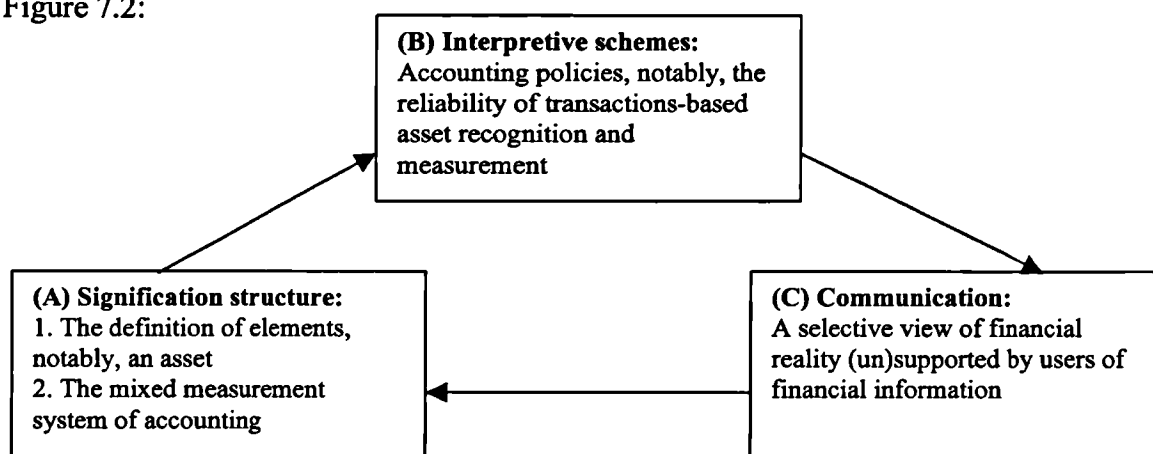 Figure 7.2:
(B) Interpretive schemes:
Accounting policies, notably, the
reliability of transactions-based
asset recognition and
measurement
(A) Signification structure:
1. The definition of elements,
notably, an asset
2. The mixed measurement
system of accounting
(C) Communication:
A selective view of financial
reality (un)supported by users of
financial information